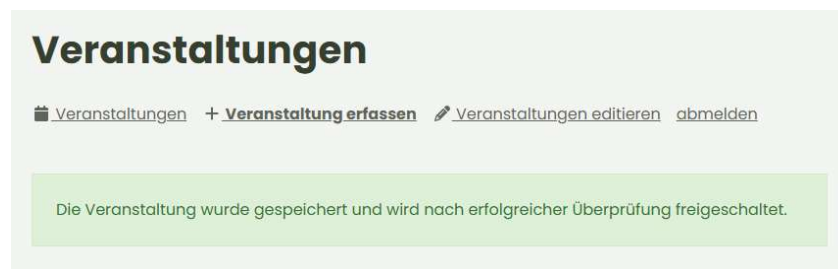 Veranstaltungen
Veranstaltungen + Veranstaltung erfassen Veranstaltungen editieren abmelden
Die Veranstaltung wurde gespeichert und wird nach erfolgreicher Überprüfung freigeschaltet.